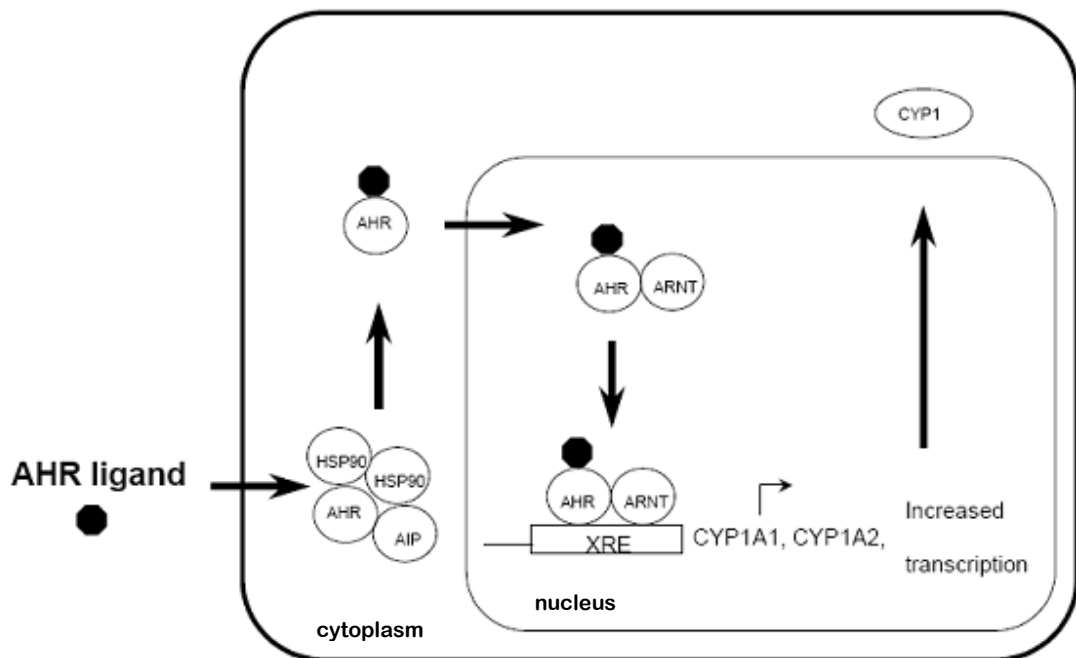 CYP1
AHR
AHR
ARNT
HSP90
HSP90
AHR
AIP
AHR ligand
AHR
ARNT
XRE
CYP1A1, CYP1A2,
Increased
transcription
nucleus
cytoplasm